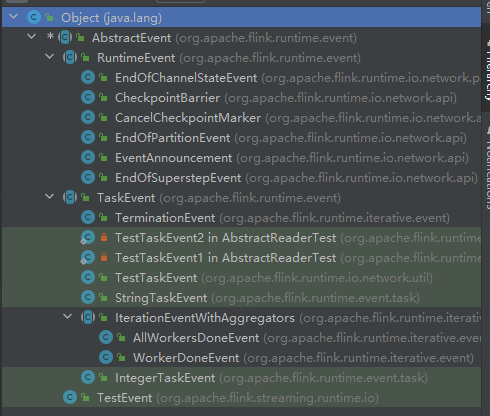 Object (java.lang)
* AbstractEvent (org.apache.flink.runtime.event)
RuntimeEvent (org.apache.flink.runtime.event)
EndOfChannelStateEvent (org.apache.flink.runtime.io.network.p
CheckpointBarrier (org.apache.flink.runtime.io.network.api)
CancelCheckpointMarker (org.apache.flink.runtime.io.network.a
EndOfPartitionEvent (org.apache.flink.runtime.io.network.api)
EventAnnouncement (org.apache.flink.runtime.io.network.api)
EndOfSuperstepEvent (org.apache.flink.runtime.io.network.api)
TaskEvent (org.apache.flink.runtime.event)
TerminationEvent (org.apache.flink.runtime.iterative.event)
TestTaskEvent2 in AbstractReaderTest (org.apache.flink.runtime
TestTaskEvent1 in AbstractReaderTest (org.apache.flink.runtime
TestTaskEvent (org.apache.flink.runtime.io.network.util)
StringTaskEvent (org.apache.flink.runtime.event.task)
IterationEventWithAggregators (org.apache.flink.runtime.iterative
AllWorkersDoneEvent (org.apache.flink.runtime.iterative.event)
WorkerDoneEvent (org.apache.flink.runtime.iterative.event)
IntegerTaskEvent (org.apache.flink.runtime.event.task)
TestEvent (org.apache.flink.streaming.runtime.io)
Notifications